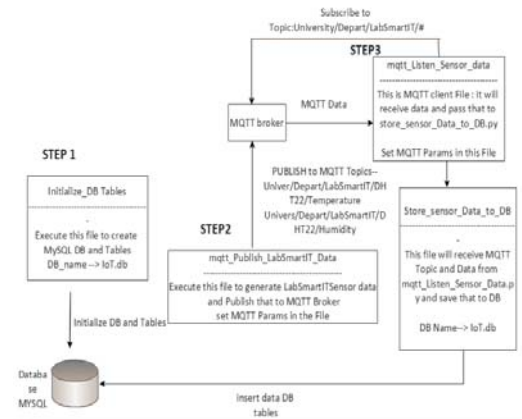 Subscribe to
Topic:University/Depart/LabSmartIT/#
STEP3
mqtt_Listen_Sensor_data
---
This is MQTT client File : it will
receive data and pass that to
store_sensor_Data_to_DB.py
Set MQTT Params in this File
MQTT Data
MQTT broker
STEP 1
Initialize_DB Tables
---
-
Execute this file to create
MySQL DB and Tables
DB_name --> IoT.db
PUBLISH to MQTT Topics--
Univer/Depart/LabSmartIT/DH
T22/Temperature
Univers/Depart/LabSmartIT/D
HT22/Humidity
STEP2
mqtt_Publish_LabSmartIT_Data
---
Execute this file to generate LabSmartITSensor data
and Publish that to MQTT Broker
set MQTT Params in the File
Store_sensor_Data_to_DB
---
-
This file will receive MQTT
Topic and Data from
mqtt_Listen_Sensor_Data.p
y and save that to DB
DB Name--> IoT.db
Initialize DB and Tables
Databa
se
MYSQL
Insert data DB
tables